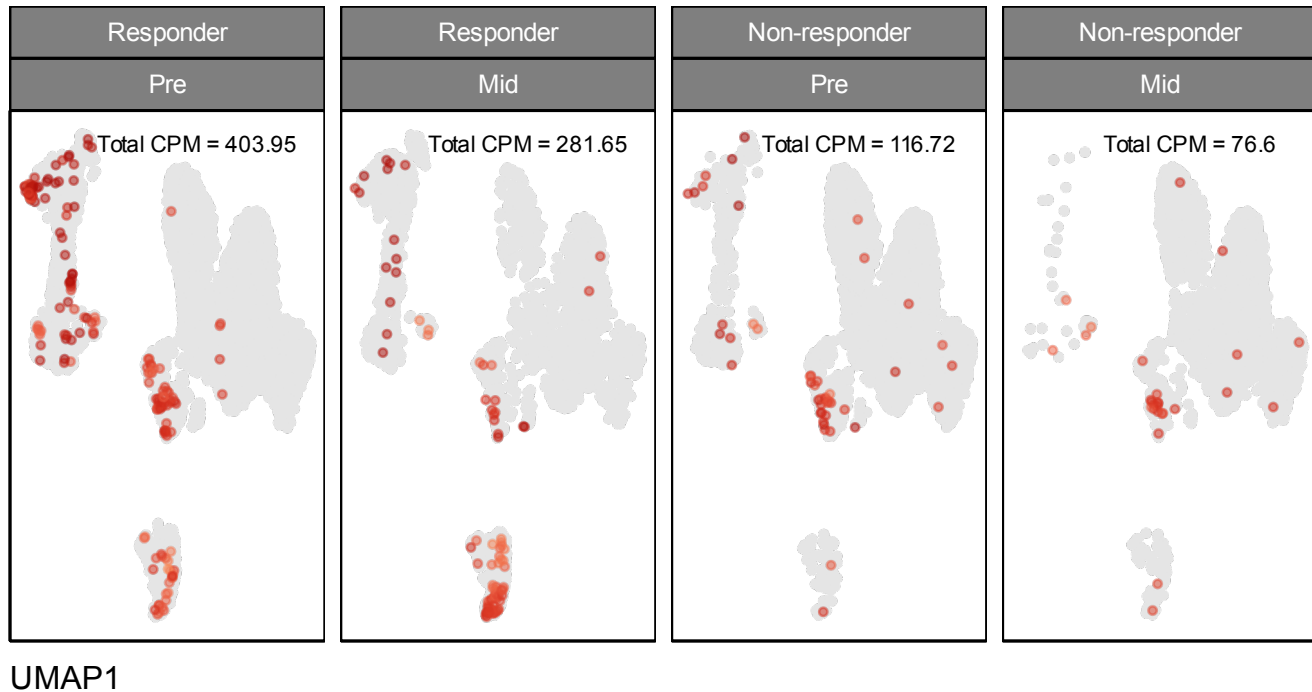 Responder Responder Non-responder Non-responder
Pre Mid Pre Mid
Total CPM = 403.95 Total CPM = 281.65 Total CPM = 116.72 Total CPM = 76.6
UMAP1